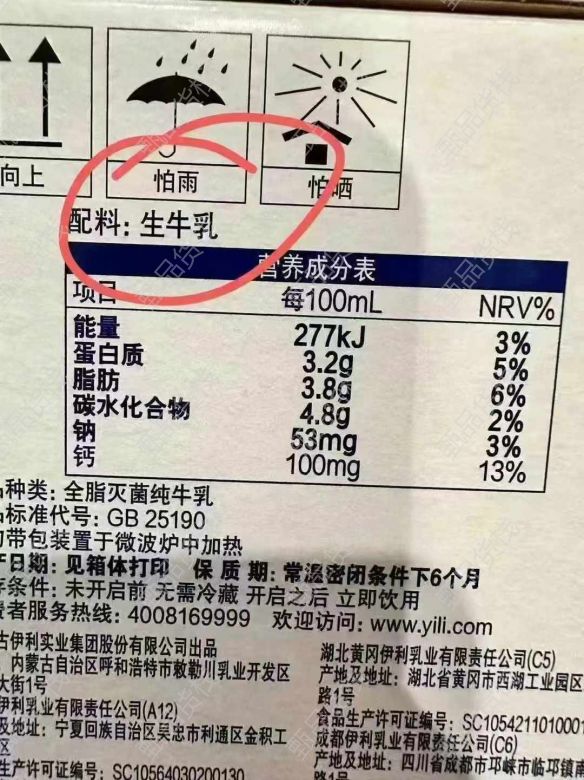 向上
怕雨
怕晒
配料: 生牛乳
营养成分表
项目 每100mL NRV%
能量 277kJ 3%
蛋白质 3.2g 5%
脂肪 3.8g 6%
碳水化合物 4.8g 2%
钠 53mg 3%
钙 100mg 13%
种类: 全脂灭菌纯牛乳
标准代号: GB 25190
带包装置于微波炉中加热
日期: 见箱体打印 保 质 期: 常温密闭条件下6个月
条件: 未开启前 无需冷藏 开启之后 立即饮用
者服务热线: 4008169999 欢迎访问: www.yili.com
古伊利实业集团股份有限公司出品
内蒙古自治区呼和浩特市敕勒川乳业开发区
大街1号
伊利乳业有限责任公司(A12)
及地址: 宁夏回族自治区吴忠市利通区金积工
区
生产许可证编号: SC10564030200130
湖北黄冈伊利乳业有限责任公司(C5)
产地及地址: 湖北省黄冈市西湖工业园区
路1号
食品生产许可证编号: SC1054211010001
成都伊利乳业有限责任公司(C6)
产地及地址: 四川省成都市邛崃市临邛镇
路1号